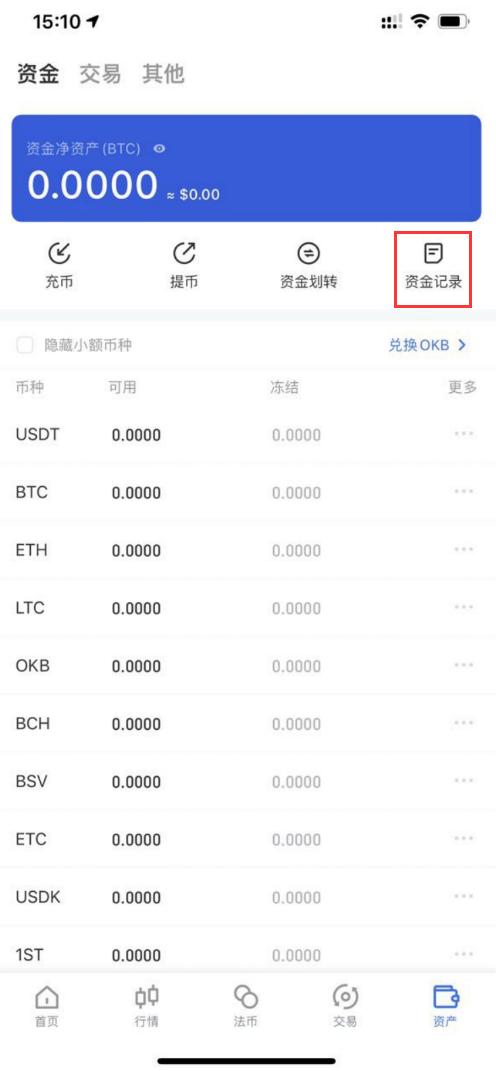 15:10
资金 交易 其他
资金净资产(BTC)
0.0000 ≈ $0.00
充币 提币 资金划转 资金记录
隐藏小额币种 兑换OKB
币种 可用 冻结 更多
USDT 0.0000 0.0000
BTC 0.0000 0.0000
ETH 0.0000 0.0000
LTC 0.0000 0.0000
OKB 0.0000 0.0000
BCH 0.0000 0.0000
BSV 0.0000 0.0000
ETC 0.0000 0.0000
USDK 0.0000 0.0000
1ST 0.0000 0.0000
首页 行情 法币 交易 资产